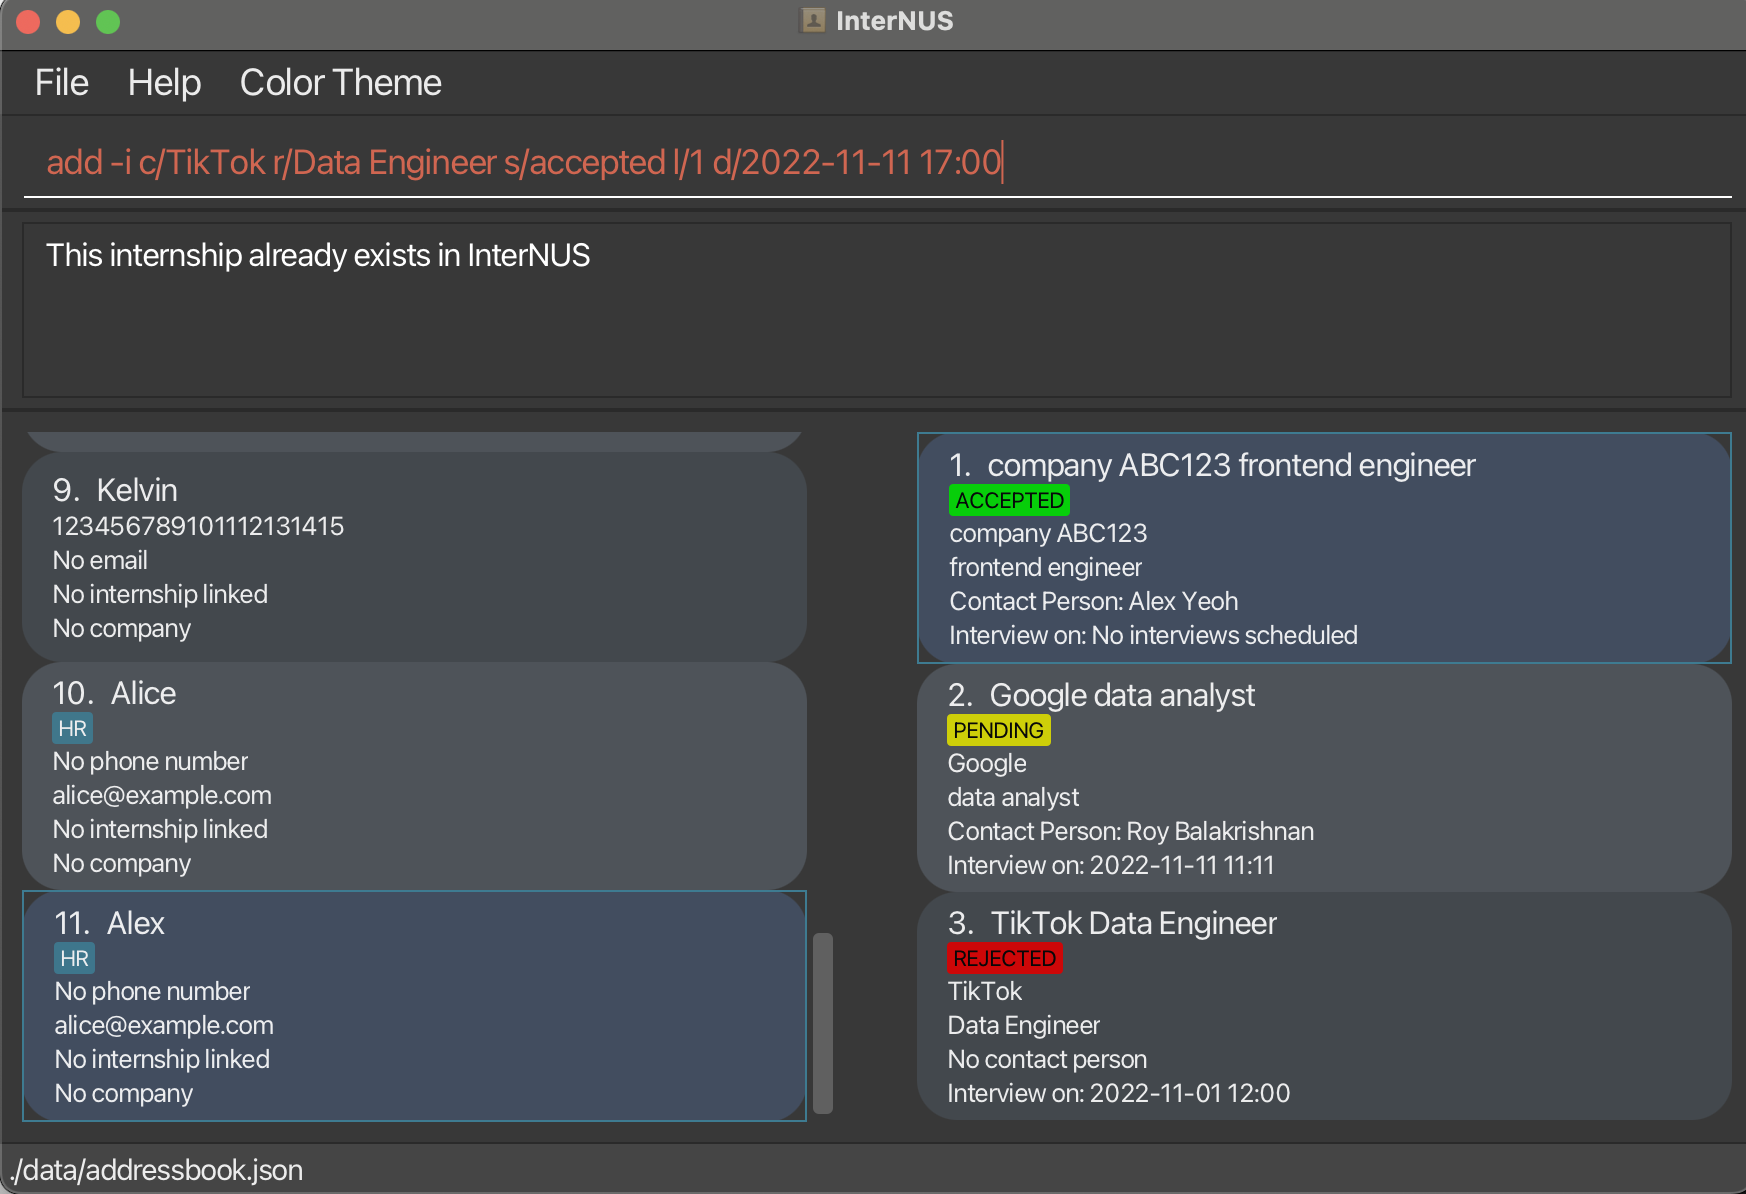 InterNUS
File Help Color Theme
add -i c/TikTok r/Data Engineer s/accepted l/1 d/2022-11-11 17:00
This internship already exists in InterNUS
9. Kelvin
123456789101112131415
No email
No internship linked
No company
10. Alice
HR
No phone number
alice@example.com
No internship linked
No company
11. Alex
HR
No phone number
alice@example.com
No internship linked
No company
1. company ABC123 frontend engineer
ACCEPTED
company ABC123
frontend engineer
Contact Person: Alex Yeoh
Interview on: No interviews scheduled
2. Google data analyst
PENDING
Google
data analyst
Contact Person: Roy Balakrishnan
Interview on: 2022-11-11 11:11
3. TikTok Data Engineer
REJECTED
TikTok
Data Engineer
No contact person
Interview on: 2022-11-01 12:00
./data/addressbook.json